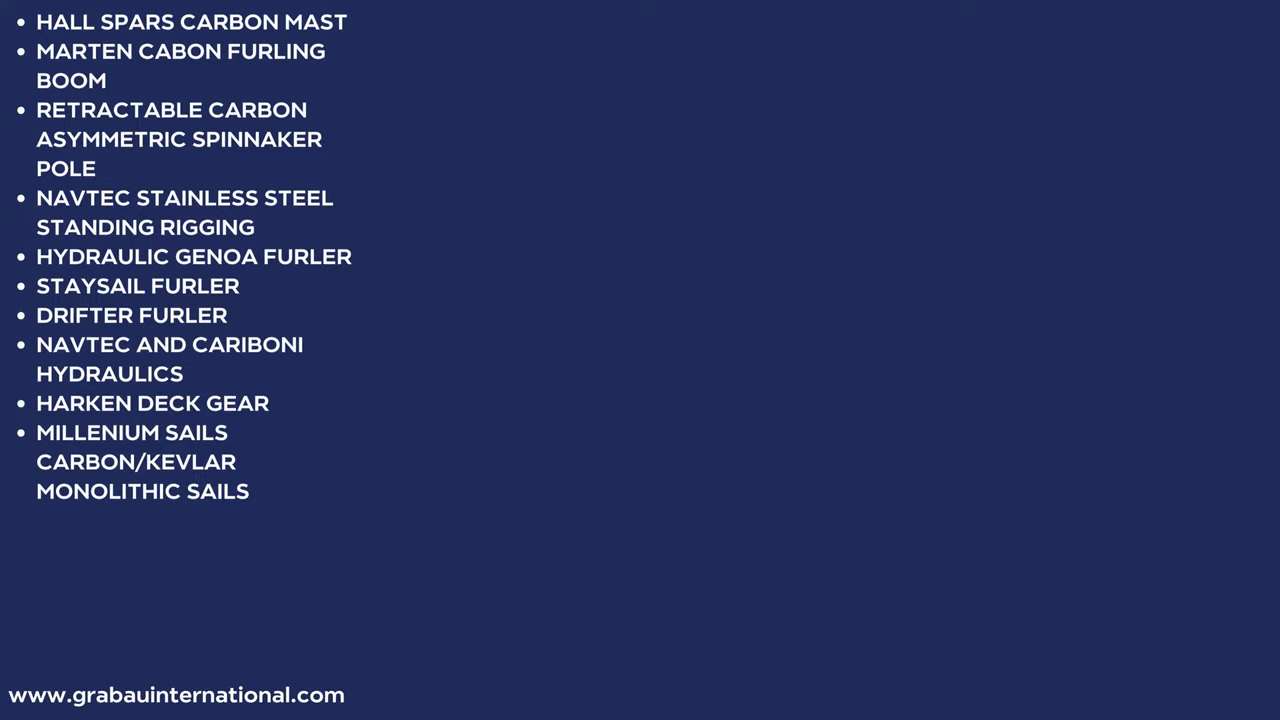 • HALL SPARS CARBON MAST
• MARTEN CABON FURLING
BOOM
• RETRACTABLE CARBON
ASYMMETRIC SPINNAKER
POLE
• NAVTEC STAINLESS STEEL
STANDING RIGGING
• HYDRAULIC GENOA FURLER
• STAYSAIL FURLER
• DRIFTER FURLER
• NAVTEC AND CARIBONI
HYDRAULICS
• HARKEN DECK GEAR
• MILLENIUM SAILS
CARBON/KEVLAR
MONOLITHIC SAILS
www.grabauinternational.com